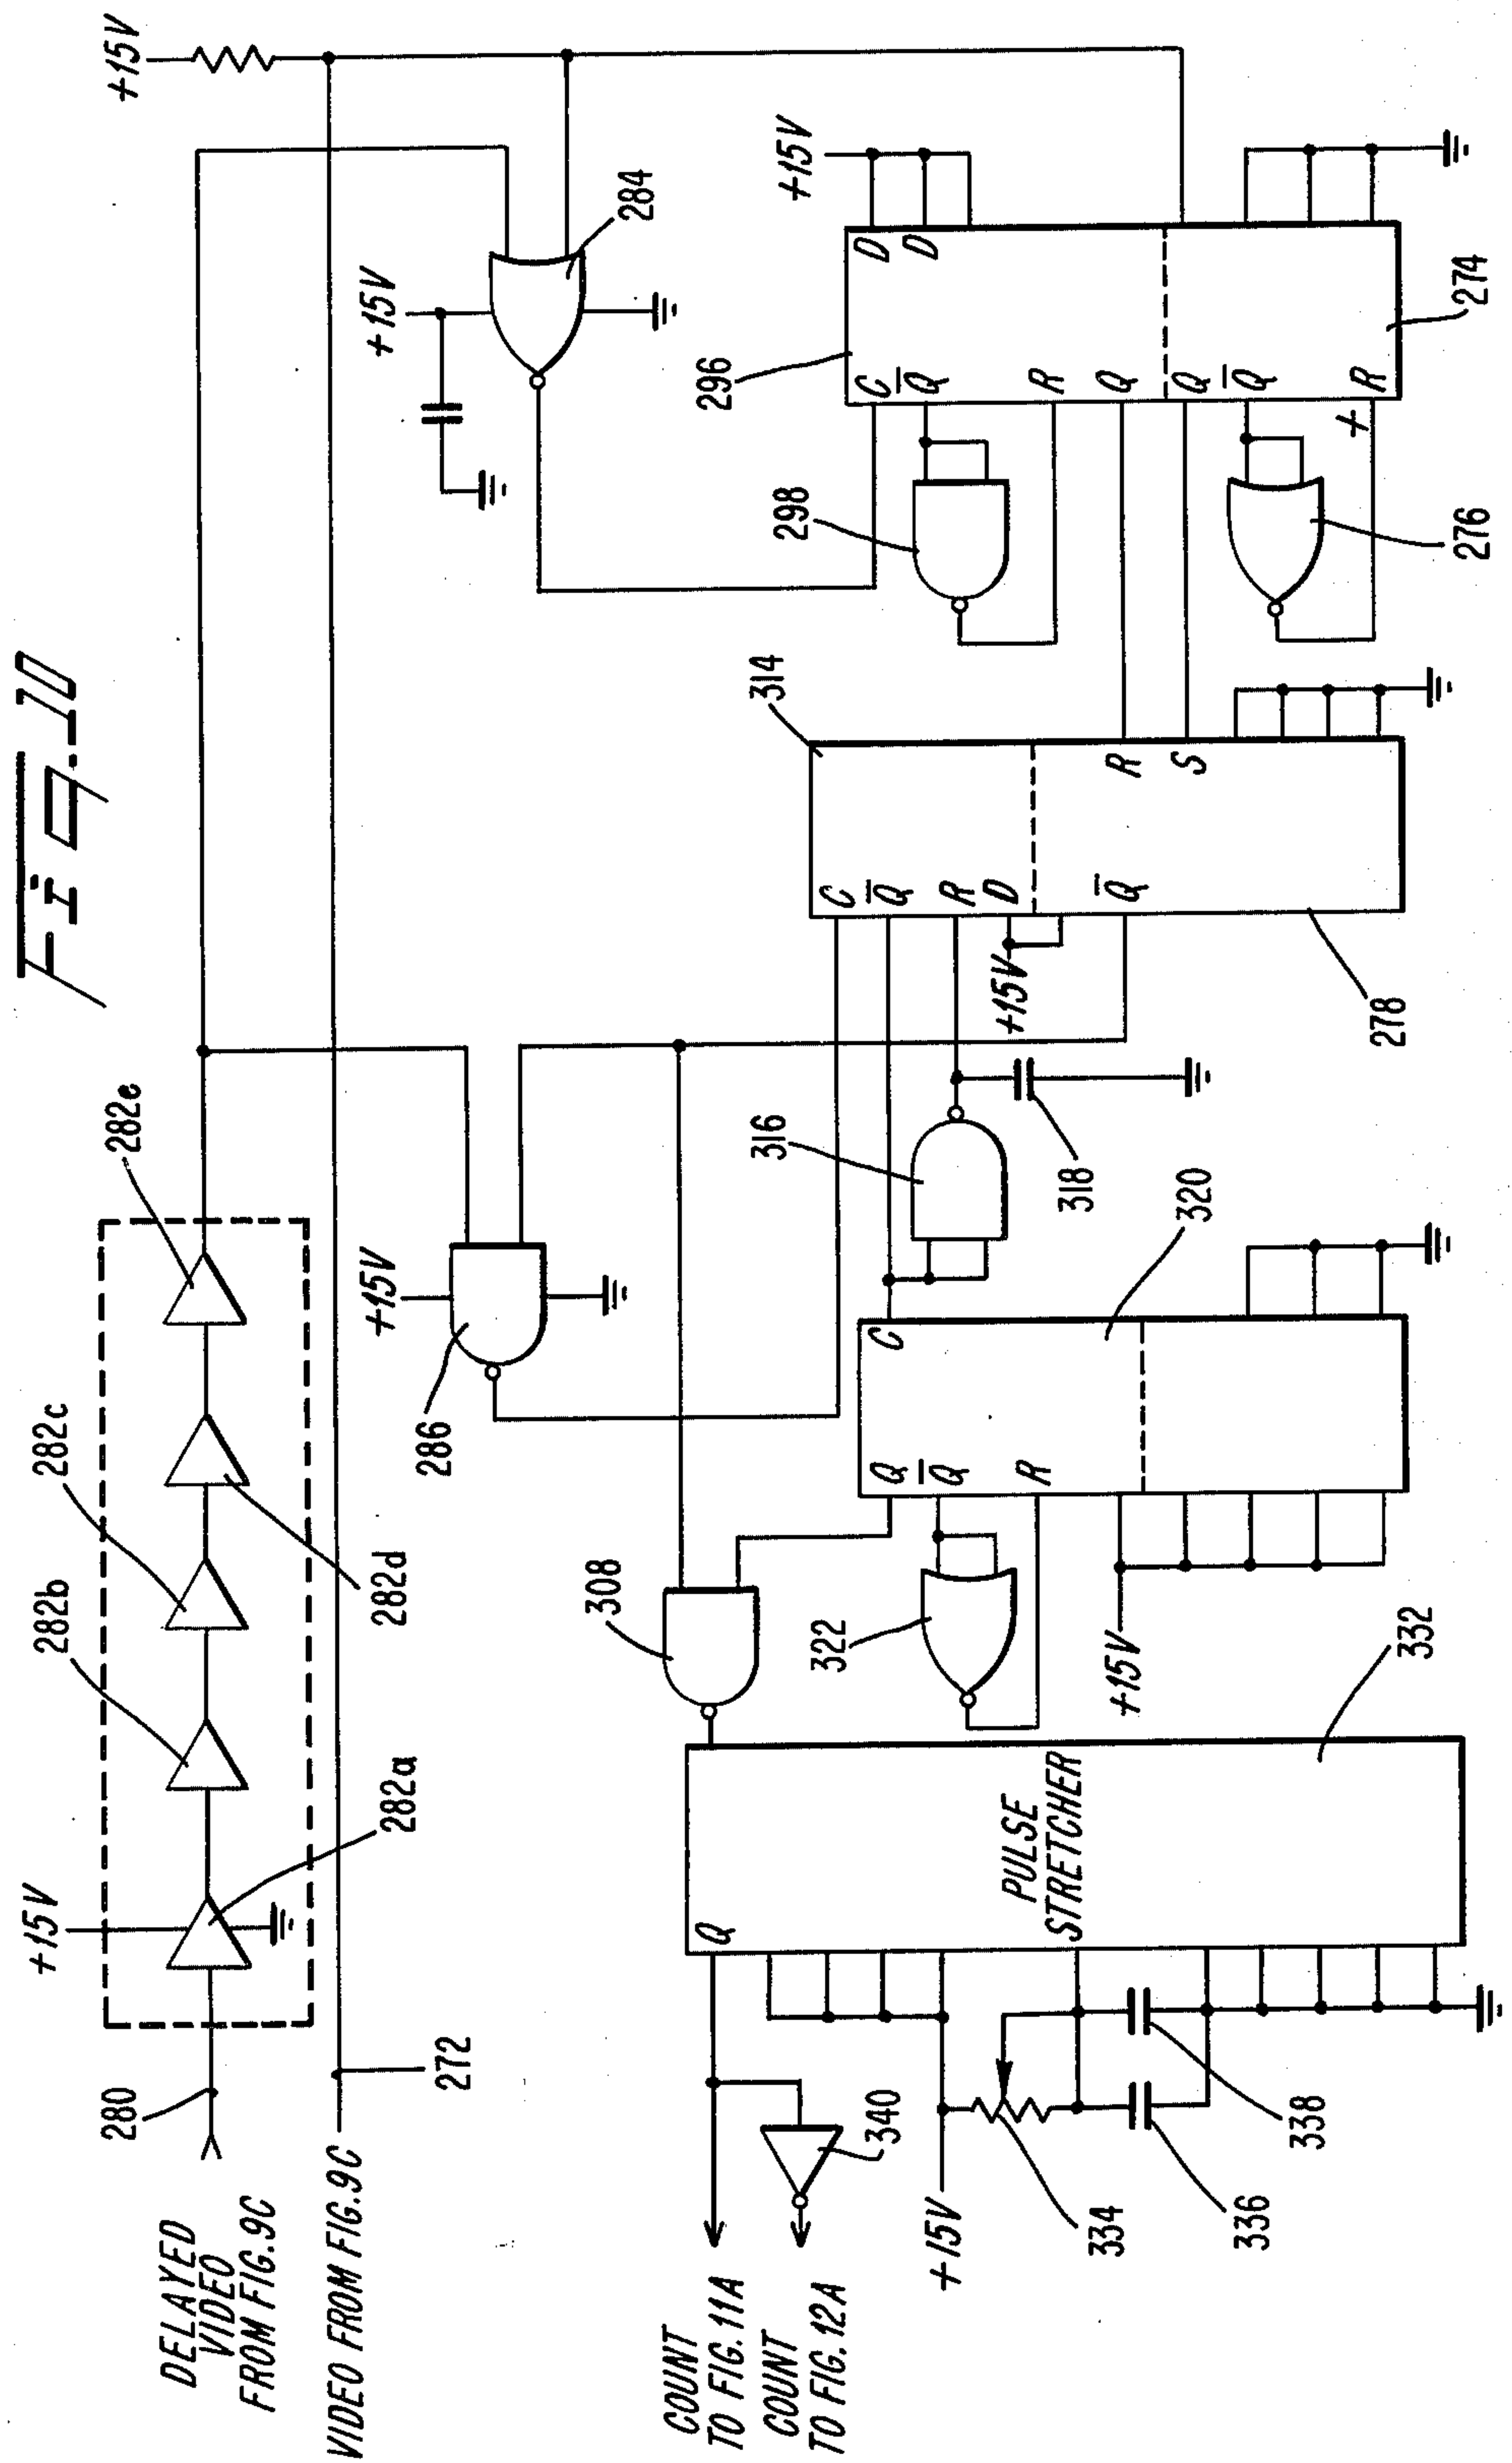 FIG. 10
+15V
282e
282c
282b
282d
282a
+15V
280
DELAYED
VIDEO
FROM FIG. 9C
272
VIDEO FROM FIG. 9C
+15V
284
+15V
286
+15V
308
COUNT
TO FIG. 11A
COUNT
TO FIG. 12A
340
Q
PULSE
STRETCHER
332
+15V
334
336
338
322
Q
Q
R
C
320
+15V
316
318
314
C
Q
R
D
Q
R
S
+15V
278
298
296
C
Q
R
Q
Q
Q
R
+
D
D
+15V
274
276